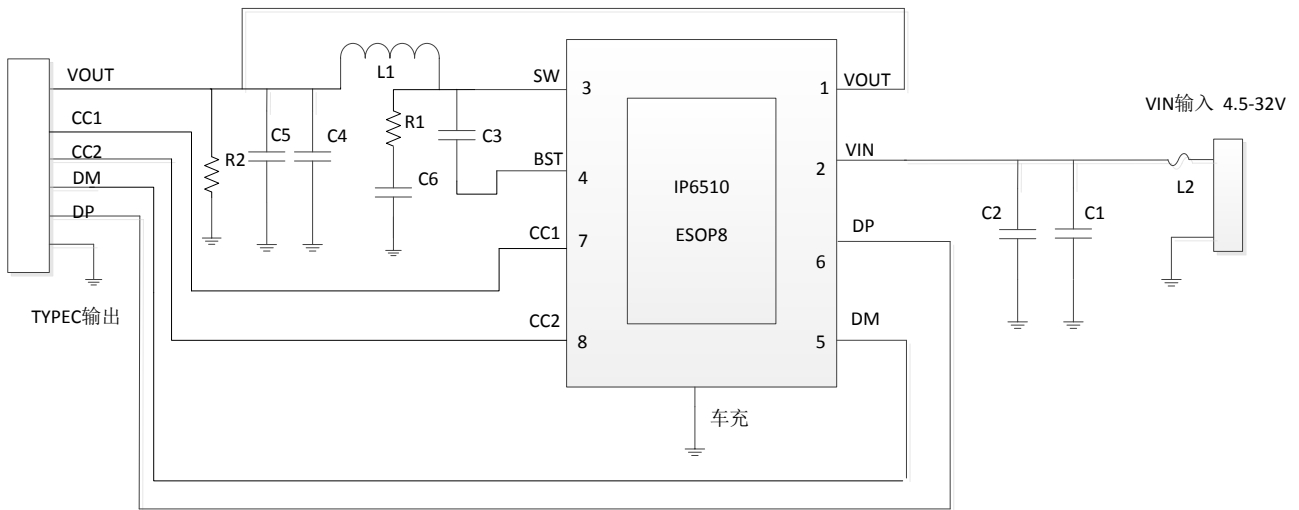 VOUT
CC1
CC2
DM
DP
TYPEC输出
L1
R2
C5
C4
R1
C3
C6
SW
BST
CC1
CC2
3
4
7
8
IP6510
ESOP8
1
2
6
5
VOUT
VIN
DP
DM
车充
C2
C1
L2
VIN输入 4.5-32V